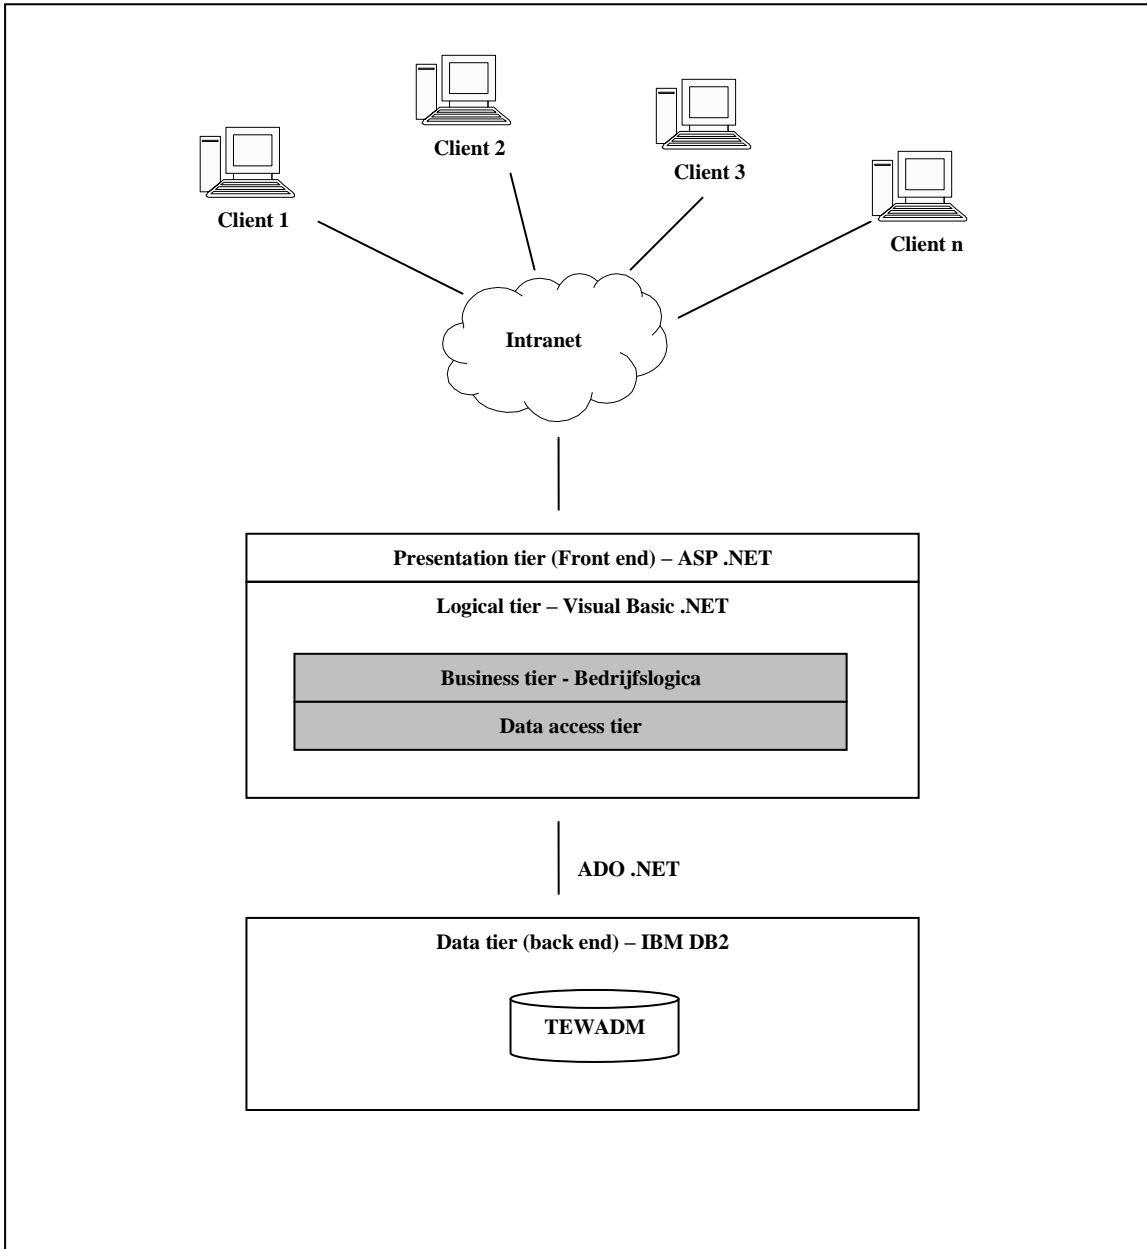 Client 1
Client 2
Client 3
Client n
Intranet
Presentation tier (Front end) – ASP .NET
Logical tier – Visual Basic .NET
Business tier - Bedrijfslogica
Data access tier
ADO .NET
Data tier (back end) – IBM DB2
TEWADM